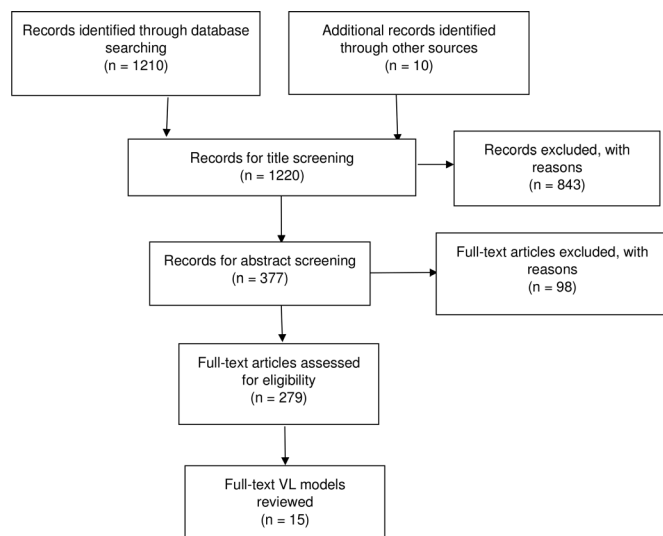 Records identified through database
searching
(n = 1210)
Additional records identified
through other sources
(n = 10)
Records for title screening
(n = 1220)
Records excluded, with
reasons
(n = 843)
Records for abstract screening
(n = 377)
Full-text articles excluded, with
reasons
(n = 98)
Full-text articles assessed
for eligibility
(n = 279)
Full-text VL models
reviewed
(n = 15)